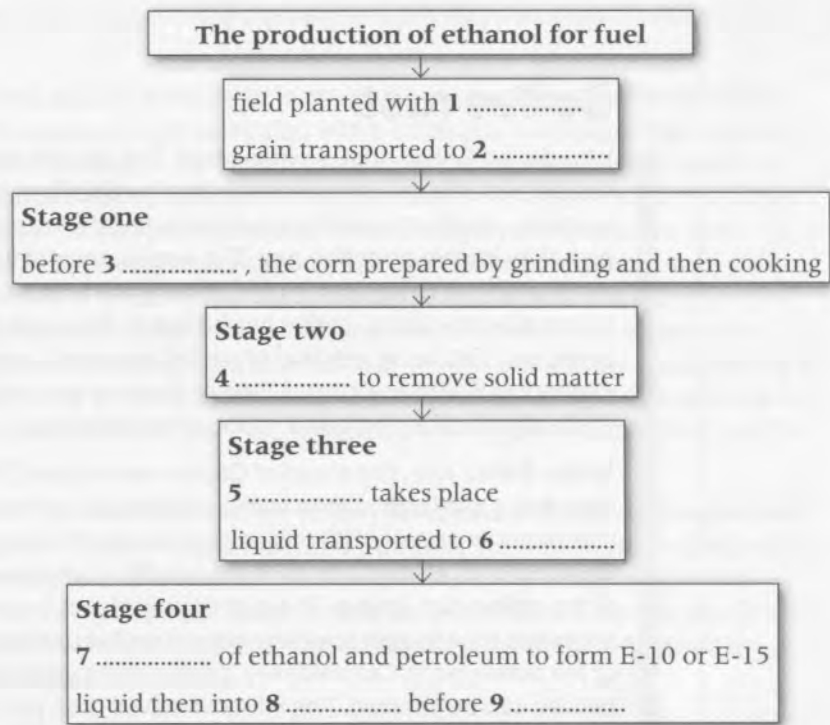 The production of ethanol for fuel
field planted with 1 ..................
grain transported to 2 ..................
Stage one
before 3 .................. , the corn prepared by grinding and then cooking
Stage two
4 .................. to remove solid matter
Stage three
5 .................. takes place
liquid transported to 6 ..................
Stage four
7 .................. of ethanol and petroleum to form E-10 or E-15
liquid then into 8 .................. before 9 ..................